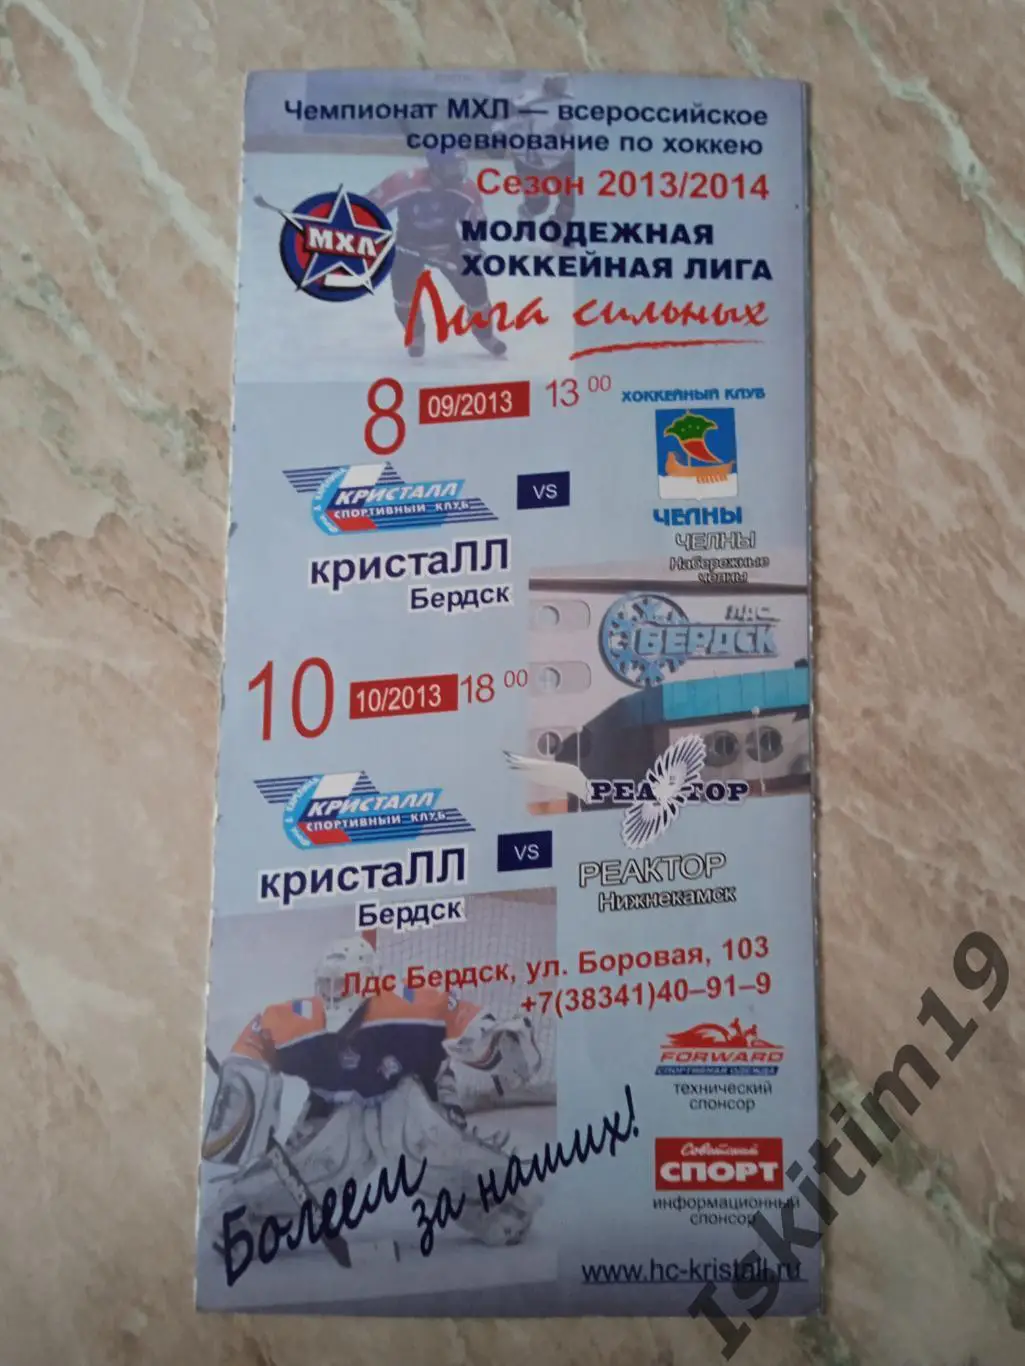 Чемпионат МХЛ — всероссийское
соревнование по хоккею
Сезон 2013/2014
МХЛ
МОЛОДЕЖНАЯ
ХОККЕЙНАЯ ЛИГА
Лига сильных
8 09/2013 13 00
ХОККЕЙНЫЙ КЛУБ
ЧЕЛНЫ
КРИСТАЛЛ
СПОРТИВНЫЙ КЛУБ
vs
кристаЛЛ
Бердск
ЧЕЛНЫ
Набережные
челны
ЛДС
БЕРДСК
10 10/2013 18 00
КРИСТАЛЛ
СПОРТИВНЫЙ КЛУБ
vs
РЕАКТОР
кристаЛЛ
Бердск
РЕАКТОР
Нижнекамск
Лдс Бердск, ул. Боровая, 103
+7(38341)40–91–9
FORWARD
СПОРТИВНАЯ ОДЕЖДА
технический
спонсор
Советский
СПОРТ
информационный
спонсор
Болеем
за наших!
www.hc-kristall.ru
Iskitim19